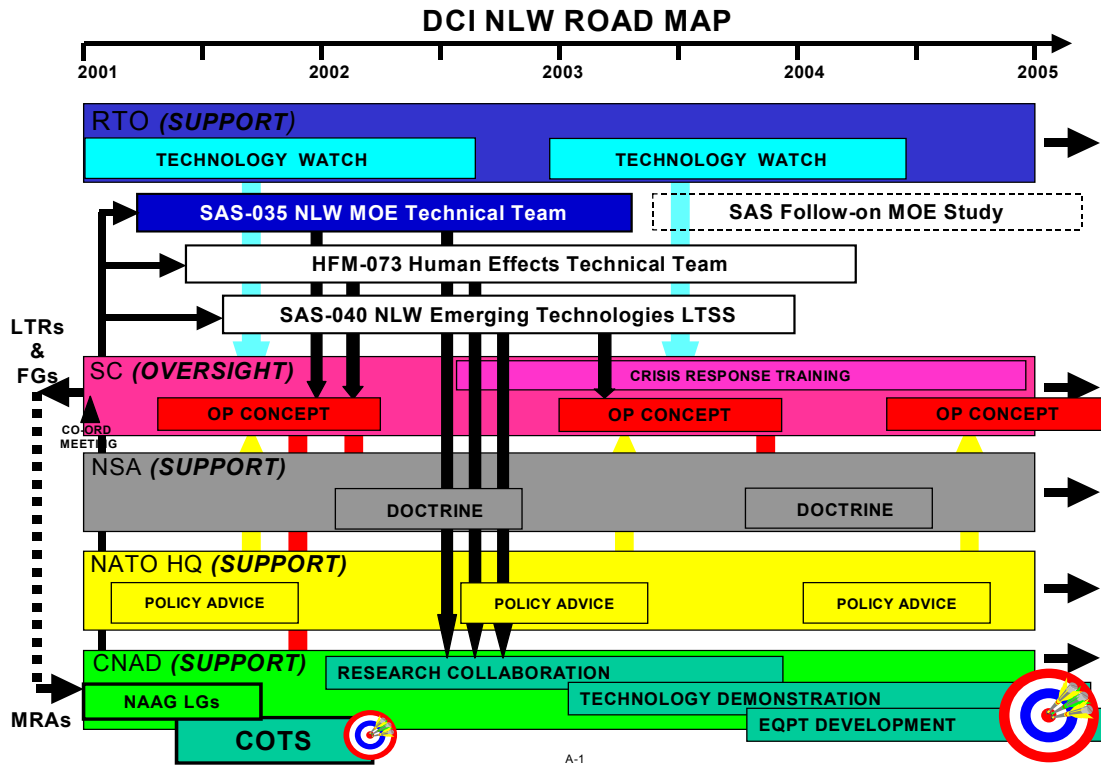 DCI NLW ROAD MAP
2001 2002 2003 2004 2005
RTO (SUPPORT)
TECHNOLOGY WATCH TECHNOLOGY WATCH
SAS-035 NLW MOE Technical Team SAS Follow-on MOE Study
HFM-073 Human Effects Technical Team
SAS-040 NLW Emerging Technologies LTSS
LTRs
&
FGs
SC (OVERSIGHT)
CRISIS RESPONSE TRAINING
OP CONCEPT OP CONCEPT OP CONCEPT
CO-ORD
MEETING
NSA (SUPPORT)
DOCTRINE DOCTRINE
NATO HQ (SUPPORT)
POLICY ADVICE POLICY ADVICE POLICY ADVICE
CNAD (SUPPORT)
RESEARCH COLLABORATION
NAAG LGs TECHNOLOGY DEMONSTRATION
MRAs
EQPT DEVELOPMENT
COTS
A-1